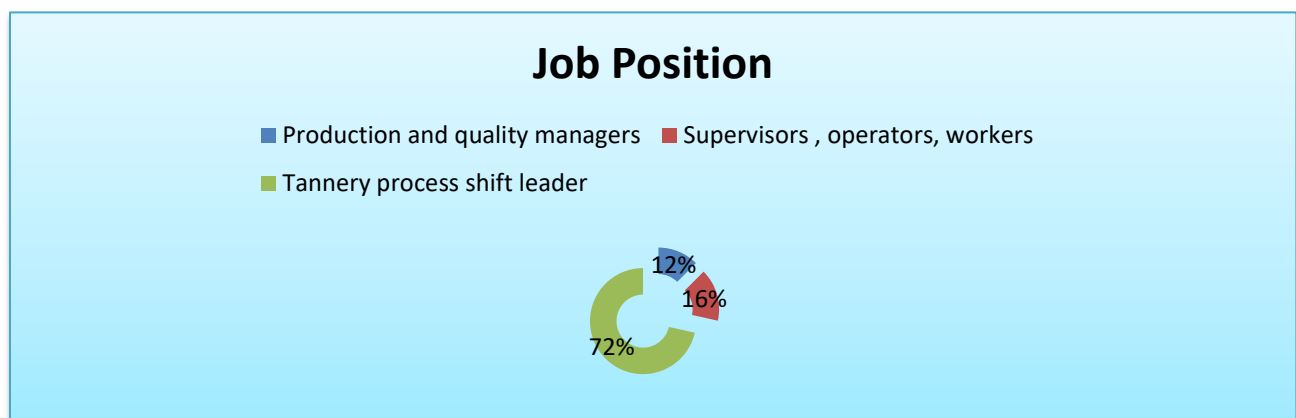 Job Position
Production and quality managers Supervisors , operators, workers
Tannery process shift leader
12%
16%
72%